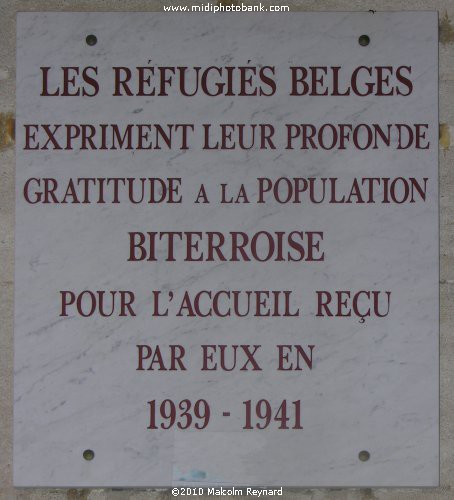 www.midiphotobank.com
LES RÉFUGIÉS BELGES
EXPRIMENT LEUR PROFONDE
GRATITUDE A LA POPULATION
BITERROISE
POUR L'ACCUEIL REÇU
PAR EUX EN
1939 - 1941
©2010 Malcolm Reynard